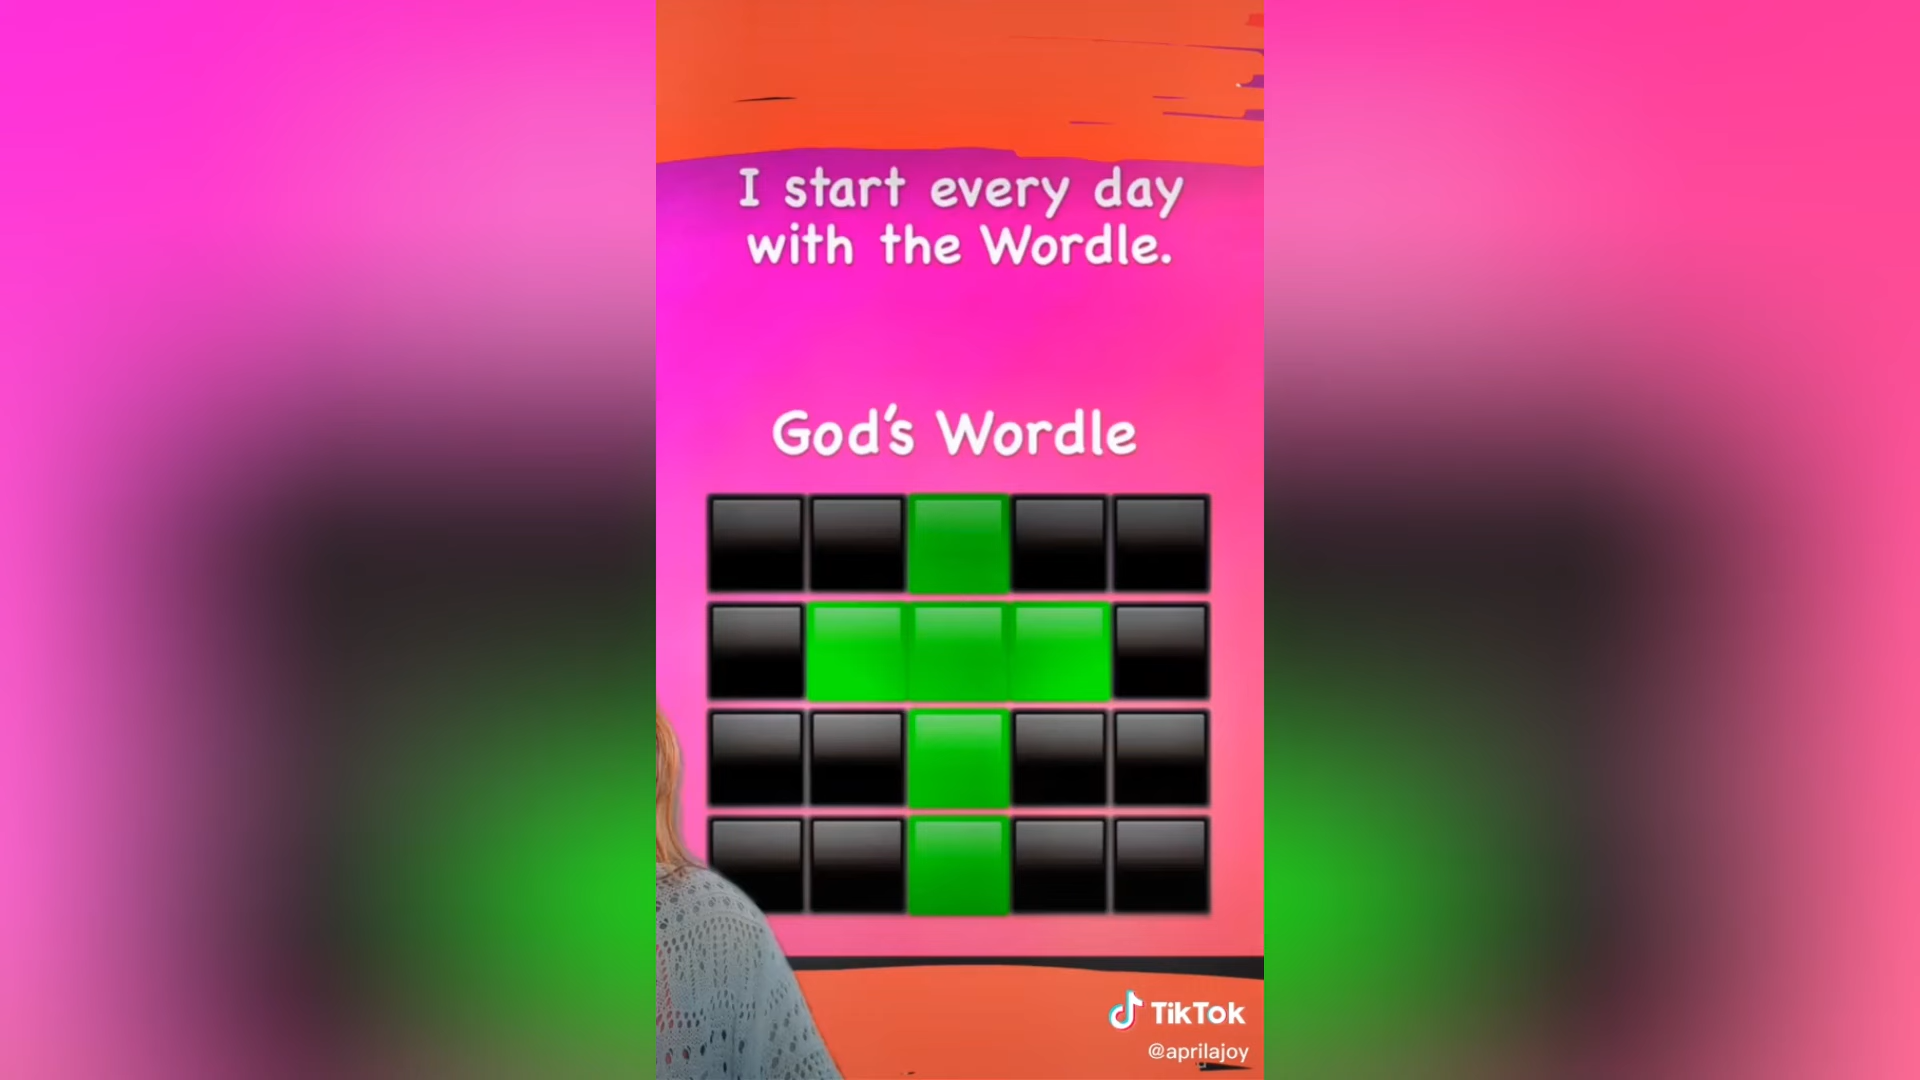 I start every day
with the Wordle.
God's Wordle
TikTok
@aprilajoy